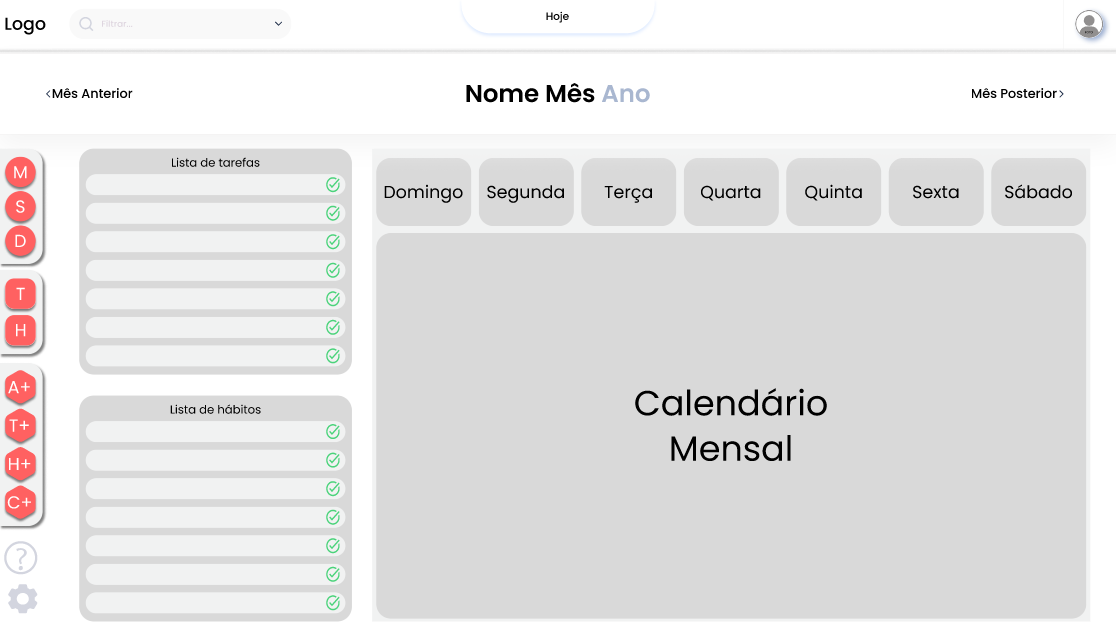 Logo
Filtrar...
Hoje
Mês Anterior
Nome Mês Ano
Mês Posterior
M
S
D
T
H
A+
T+
H+
C+
?
Lista de tarefas
Lista de hábitos
Domingo
Segunda
Terça
Quarta
Quinta
Sexta
Sábado
Calendário
Mensal